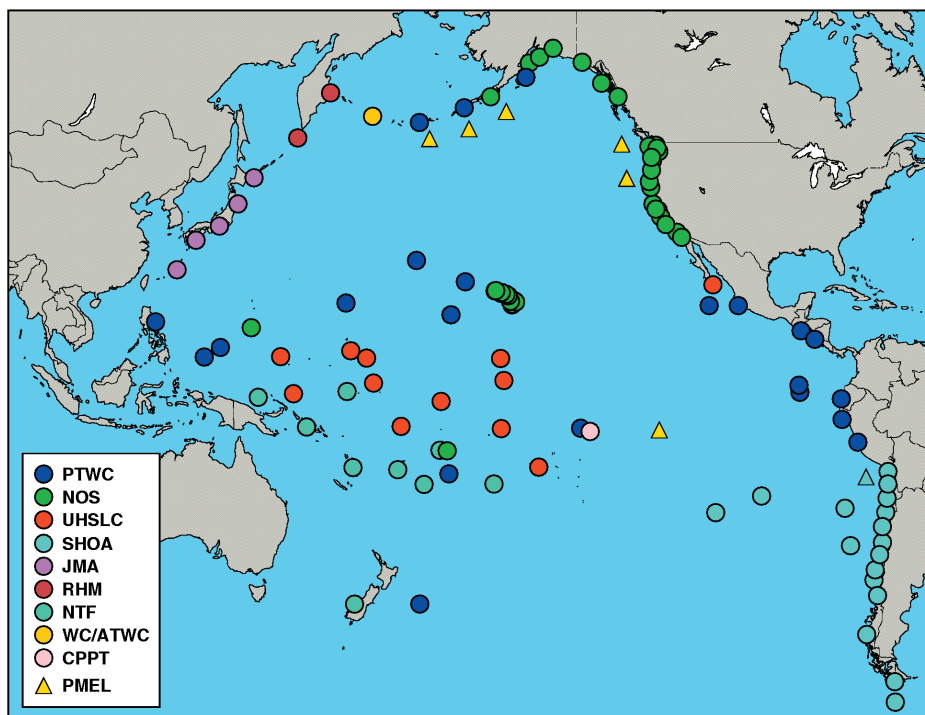 PTWC
NOS
UHSLC
SHOA
JMA
RHM
NTF
WC/ATWC
CPPT
PMEL